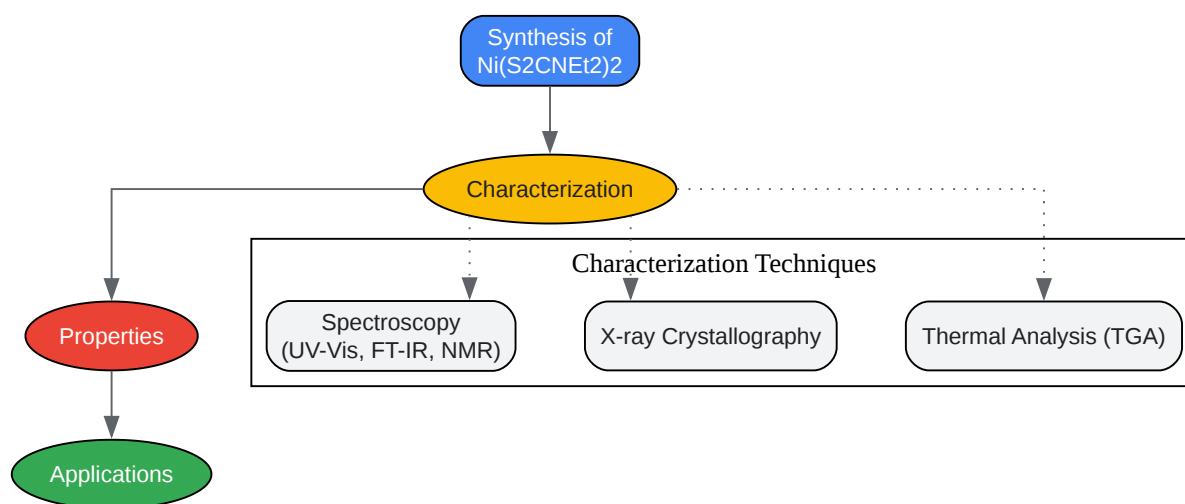 Synthesis of
Ni(S2CNEt2)2
Characterization
Characterization Techniques
Properties
Spectroscopy
(UV-Vis, FT-IR, NMR)
X-ray Crystallography
Thermal Analysis (TGA)
Applications